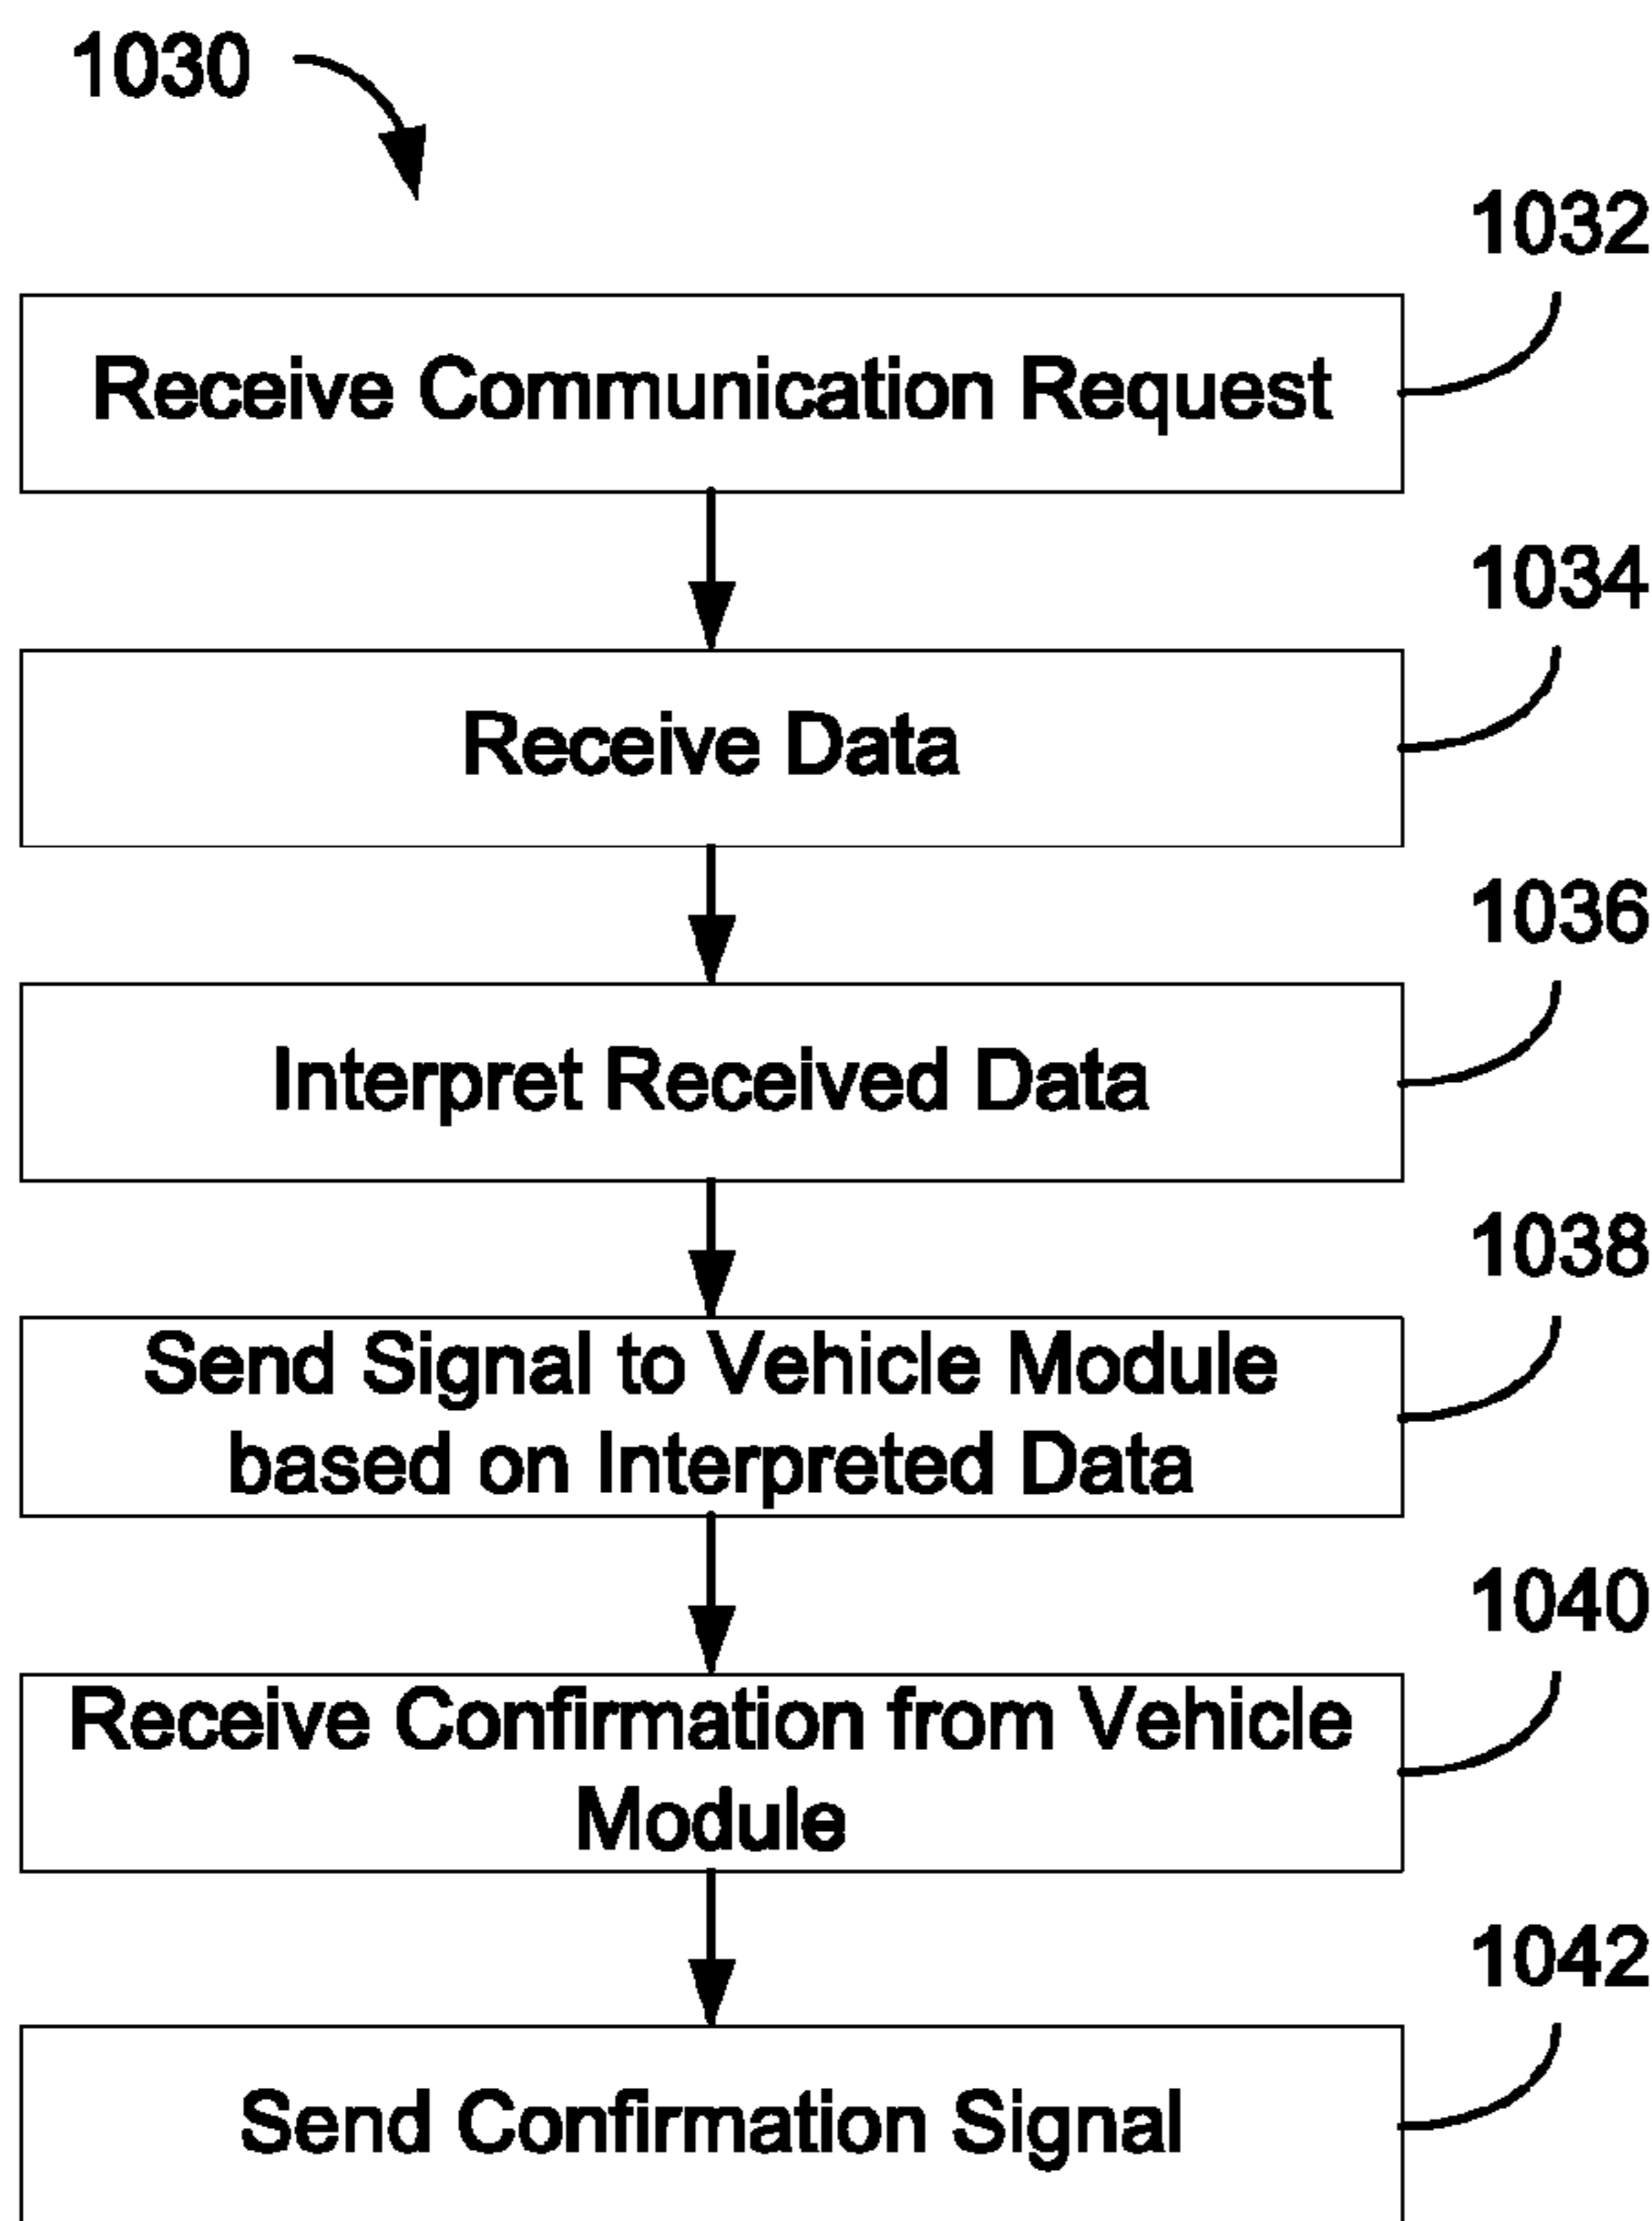 1030
1032
Receive Communication Request
1034
Receive Data
1036
Interpret Received Data
1038
Send Signal to Vehicle Module
based on Interpreted Data
1040
Receive Confirmation from Vehicle
Module
1042
Send Confirmation Signal